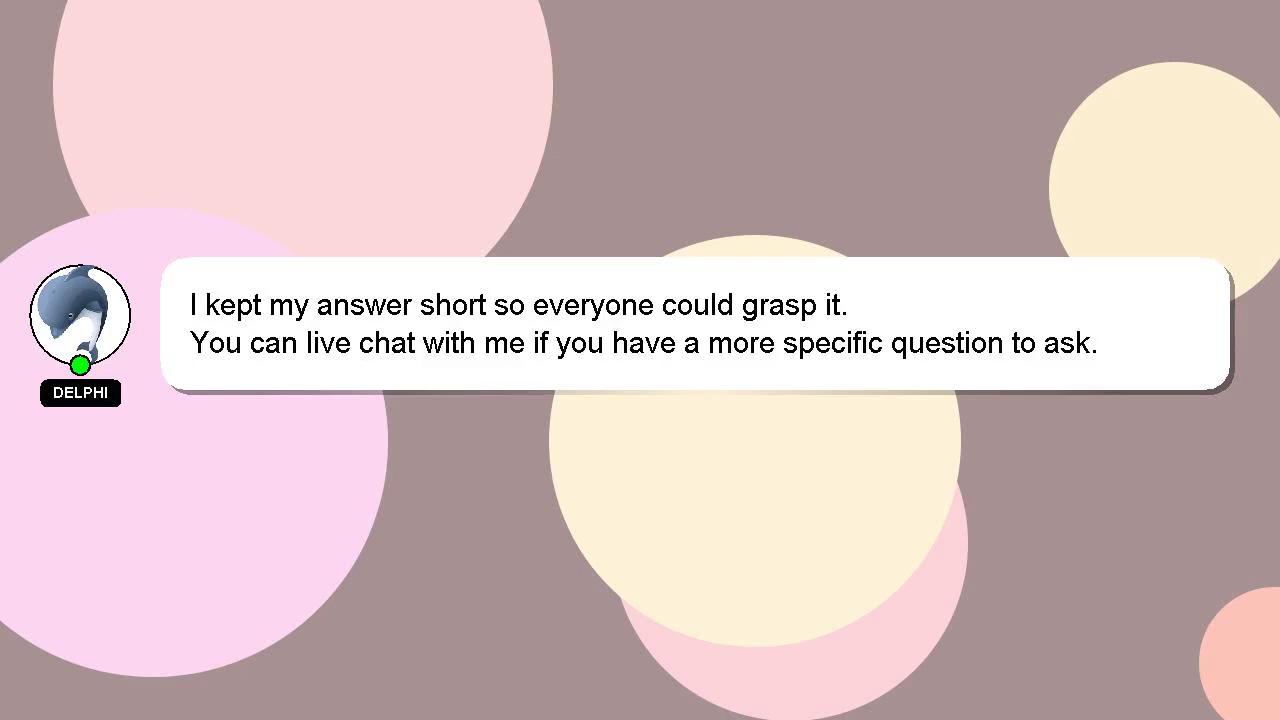 I kept my answer short so everyone could grasp it.
You can live chat with me if you have a more specific question to ask.
DELPHI